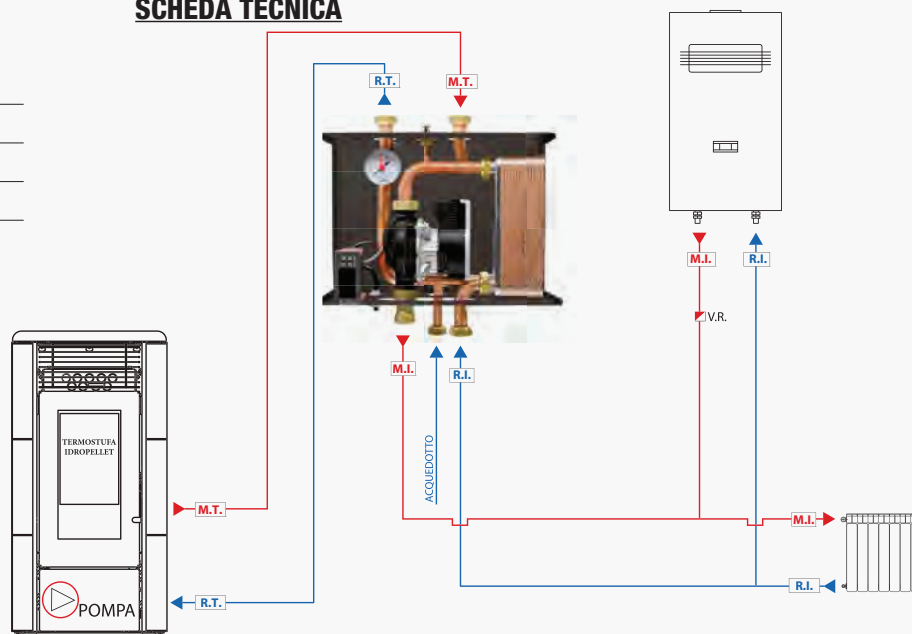 SCHEDA TECNICA
R.T.
M.T.
M.I.
R.I.
V.R.
M.I.
R.I.
ACQUEDOTTO
TERMOSTUFA
IDROPELLET
M.T.
M.I.
R.I.
R.T.
POMPA